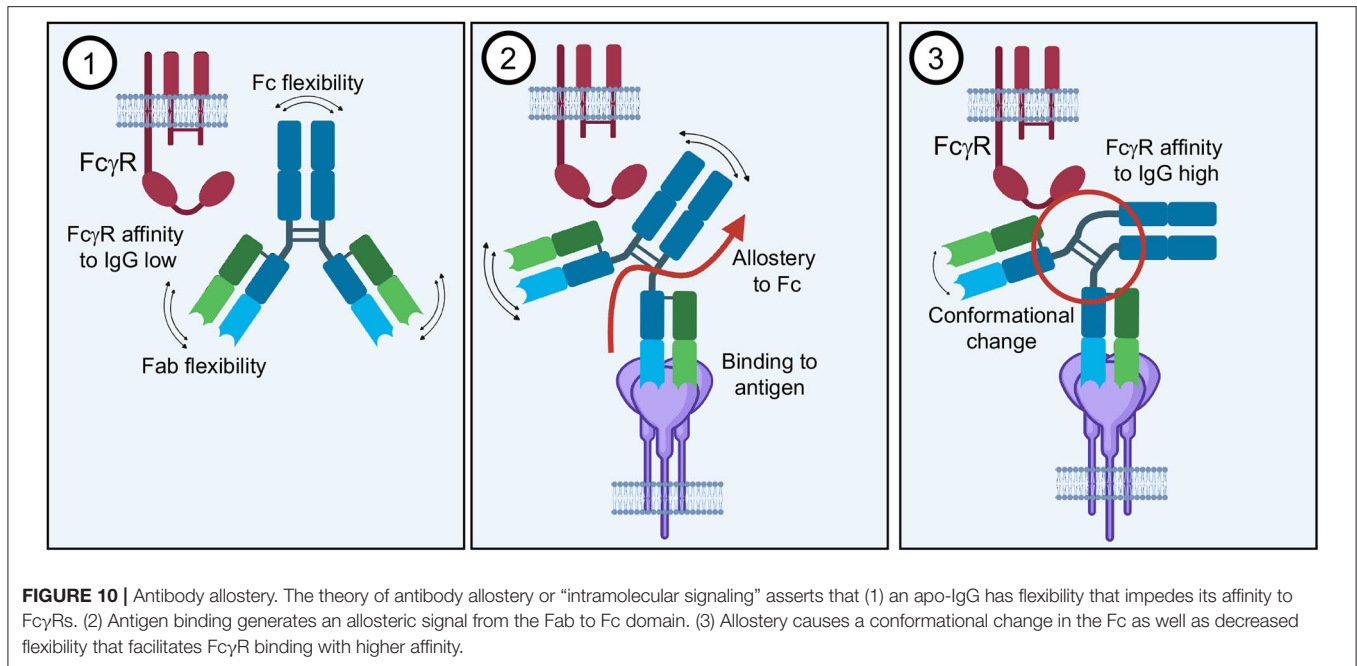 1
Fc flexibility
FcγR
FcγR affinity
to IgG low
Fab flexibility
2
Allostery
to Fc
Binding to
antigen
3
FcγR
FcγR affinity
to IgG high
Conformational
change
FIGURE 10 | Antibody allostery. The theory of antibody allostery or “intramolecular signaling” asserts that (1) an apo-IgG has flexibility that impedes its affinity to
FcγRs. (2) Antigen binding generates an allosteric signal from the Fab to Fc domain. (3) Allostery causes a conformational change in the Fc as well as decreased
flexibility that facilitates FcγR binding with higher affinity.